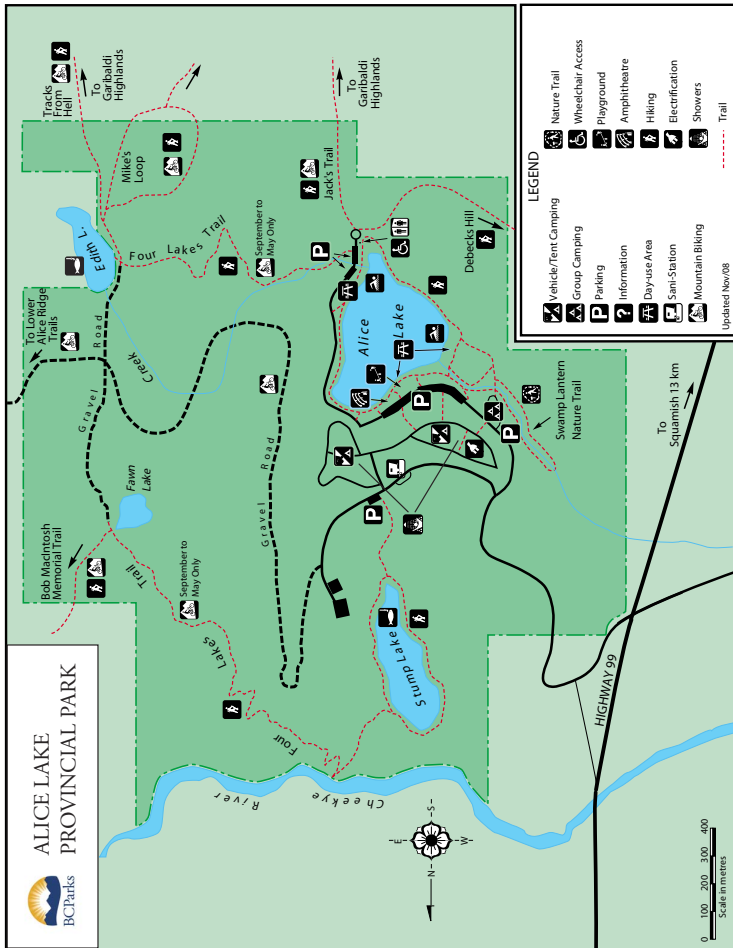 BCParks
ALICE LAKE
PROVINCIAL PARK
Bob MacIntosh
Memorial Trail
To Lower
Alice Ridge
Trails
Tracks
From
Hell
To
Garibaldi
Highlands
Mike's
Loop
Edith L.
Four Lakes Trail
September to
May Only
Jack's Trail
To
Garibaldi
Highlands
Gravel Road
Creek
Fawn
Lake
Gravel Road
Trail
September to
May Only
Lakes
Four
Cheekye
River
Stump Lake
Alice
Lake
P
P
P
P
Debecks Hill
Swamp Lantern
Nature Trail
To
Squamish 13 km
HIGHWAY 99
E
S
W
N
0 100 200 300 400
Scale in metres
LEGEND
Vehicle/Tent Camping
Group Camping
P Parking
? Information
Day-use Area
Sani-Station
Mountain Biking
Nature Trail
Wheelchair Access
Playground
Amphitheatre
Hiking
Electrification
Showers
Trail
Updated Nov/08